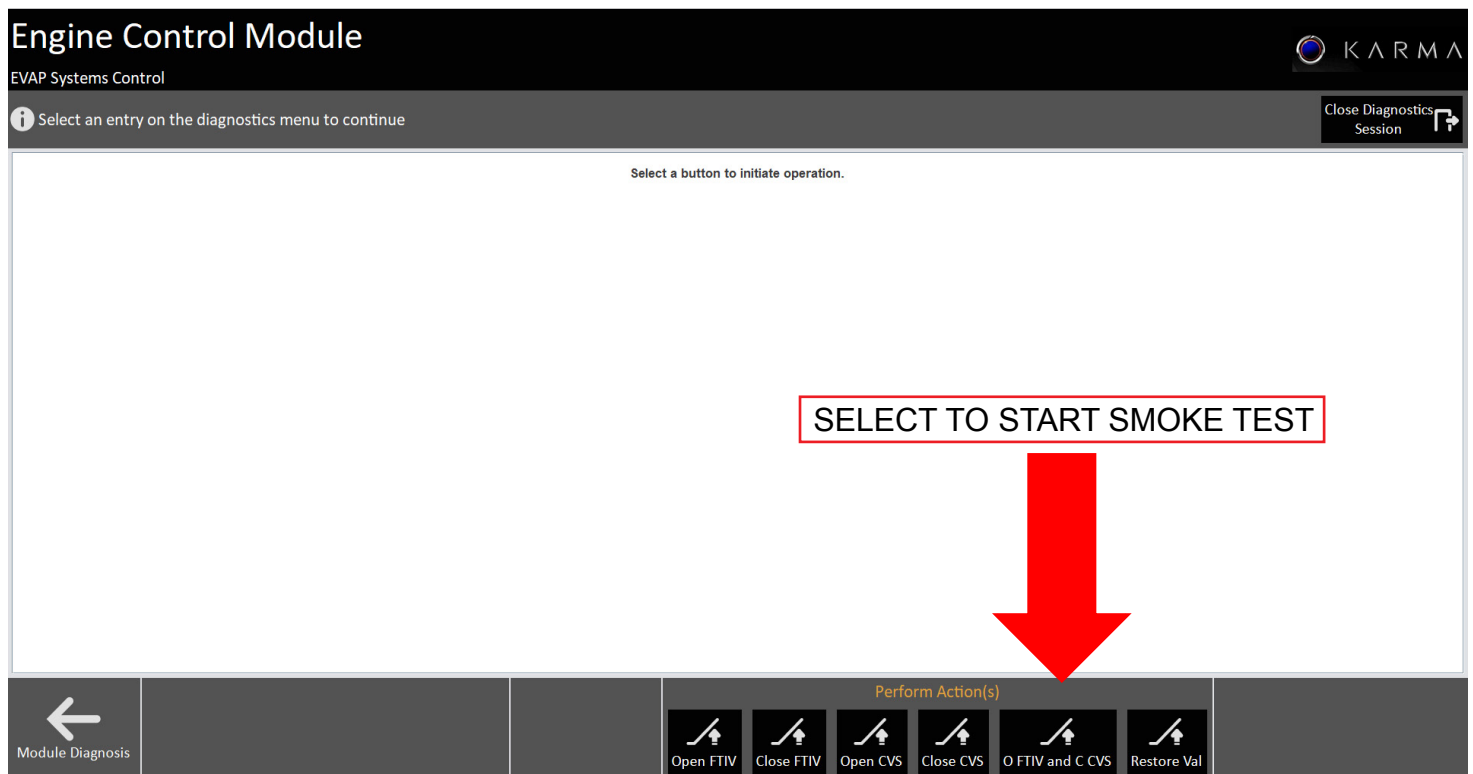 Engine Control Module
EVAP Systems Control
KARMA
Select an entry on the diagnostics menu to continue
Close Diagnostics
Session
Select a button to initiate operation.
SELECT TO START SMOKE TEST
Perform Action(s)
Module Diagnosis
Open FTIV
Close FTIV
Open CVS
Close CVS
O FTIV and C CVS
Restore Val